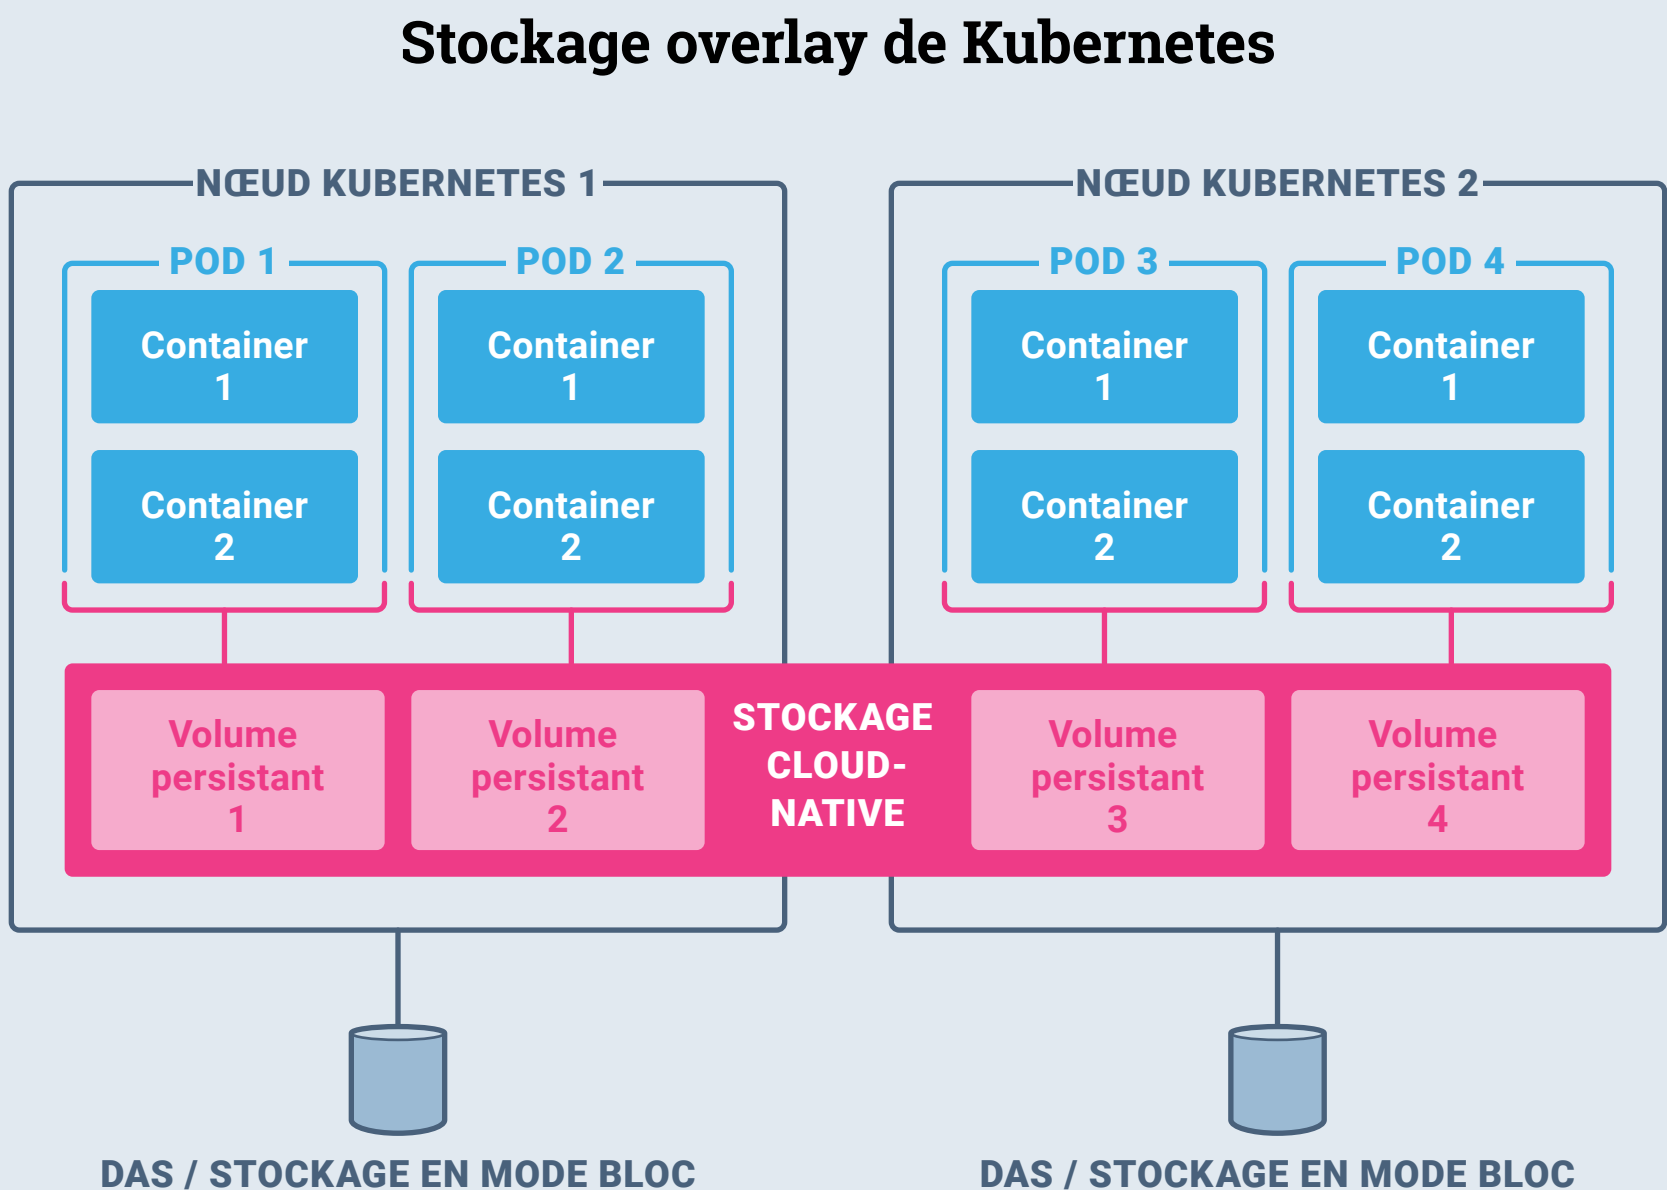 Stockage overlay de Kubernetes
NŒUD KUBERNETES 1
NŒUD KUBERNETES 2
POD 1
POD 2
POD 3
POD 4
Container
1
Container
1
Container
1
Container
1
Container
2
Container
2
Container
2
Container
2
Volume
persistant
1
Volume
persistant
2
STOCKAGE
CLOUD-
NATIVE
Volume
persistant
3
Volume
persistant
4
DAS / STOCKAGE EN MODE BLOC
DAS / STOCKAGE EN MODE BLOC